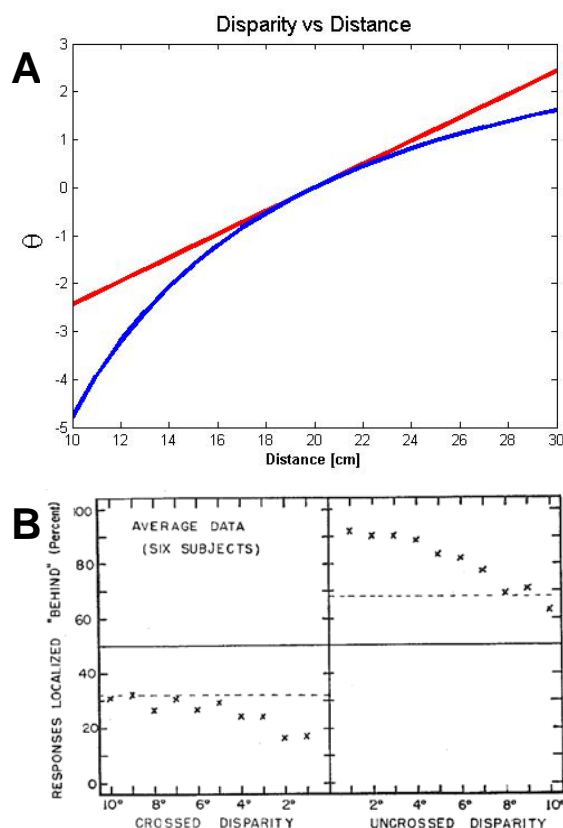 Disparity vs Distance
A
3
2
1
0
-1
-2
-3
-4
-5
θ
10 12 14 16 18 20 22 24 26 28 30
Distance [cm]
B
RESPONSES LOCALIZED "BEHIND" (Percent)
AVERAGE DATA
(SIX SUBJECTS)
80
60
40
20
0
10° 8° 6° 4° 2° 2° 4° 6° 8° 10°
CROSSED DISPARITY UNCROSSED DISPARITY